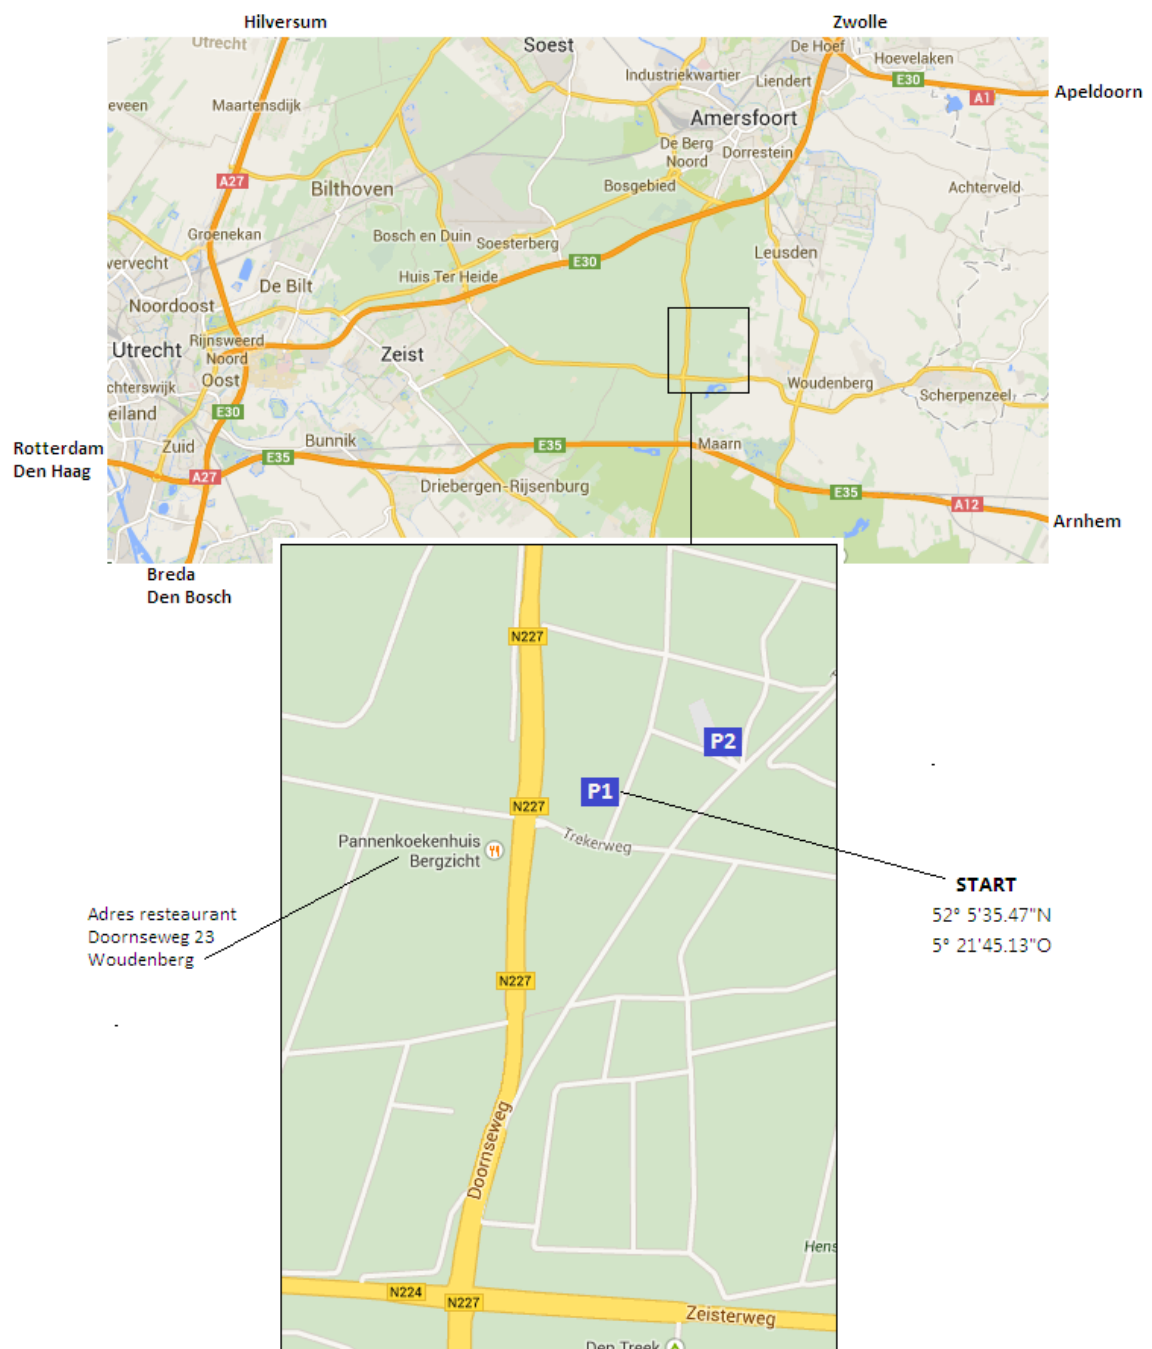 Hilversum
Zwolle
Utrecht
Soest
De Hoef
Hoevelaken
Industriekwartier
Liendert
E30
Apeldoorn
A1
eveen
Maartensdijk
Amersfoort
De Berg
Noord
Dorrestein
A27
Bilthoven
Bosgebied
Achterveld
Groenekan
Bosch en Duin
Soesterberg
Leusden
vervecht
E30
De Bilt
Huis Ter Heide
Noordoost
Rijnsweerd
Noord
Utrecht
Zeist
Oost
chterswijk
Woudenberg
Scherpenzeel
eiland
E30
Zuid
Bunnik
E35
Maarn
Rotterdam
Den Haag
E35
A27
Driebergen-Rijsenburg
E35
A12
Arnhem
Breda
Den Bosch
N227
P2
P1
N227
Trekerweg
Pannenkoekenhuis
Bergzicht
START
52° 5'35.47"N
5° 21'45.13"O
Adres resteaurant
Doornseweg 23
Woudenberg
N227
Doornseweg
Hens
N224
N227
Zeisterweg
Den Treek